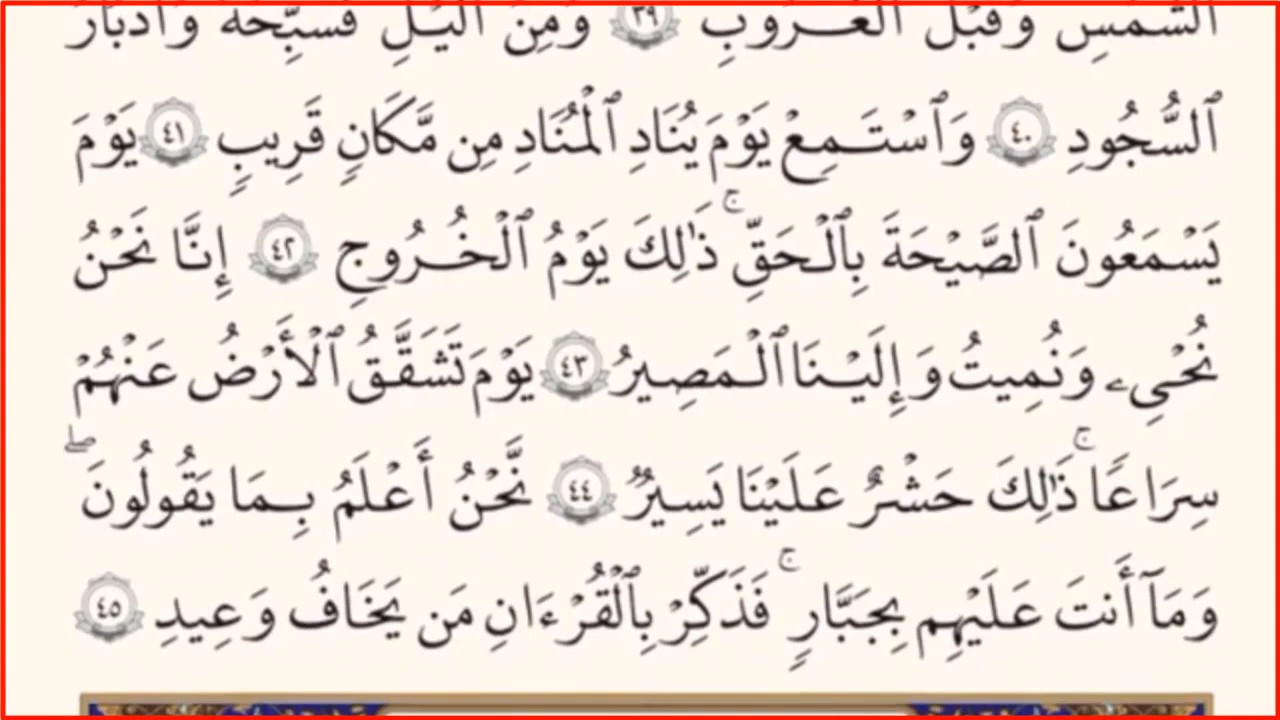 ٱلشَّمْسِ وَقَبْلَ ٱلْغُرُوبِ ٣٩ وَمِنَ ٱلَّيْلِ فَسَبِّحْهُ وَأَدْبَٰرَ
ٱلسُّجُودِ ٤٠ وَٱسْتَمِعْ يَوْمَ يُنَادِ ٱلْمُنَادِ مِن مَّكَانٍ قَرِيبٍ ٤١ يَوْمَ
يَسْمَعُونَ ٱلصَّيْحَةَ بِٱلْحَقِّ ۚ ذَٰلِكَ يَوْمُ ٱلْخُرُوجِ ٤٢ إِنَّا نَحْنُ
نُحْىِۦ وَنُمِيتُ وَإِلَيْنَا ٱلْمَصِيرُ ٤٣ يَوْمَ تَشَقَّقُ ٱلْأَرْضُ عَنْهُمْ
سِرَاعًا ۚ ذَٰلِكَ حَشْرٌ عَلَيْنَا يَسِيرٌ ٤٤ نَّحْنُ أَعْلَمُ بِمَا يَقُولُونَ ۖ
وَمَآ أَنتَ عَلَيْهِم بِجَبَّارٍ ۚ فَذَكِّرْ بِٱلْقُرْءَانِ مَن يَخَافُ وَعِيدِ ٤٥